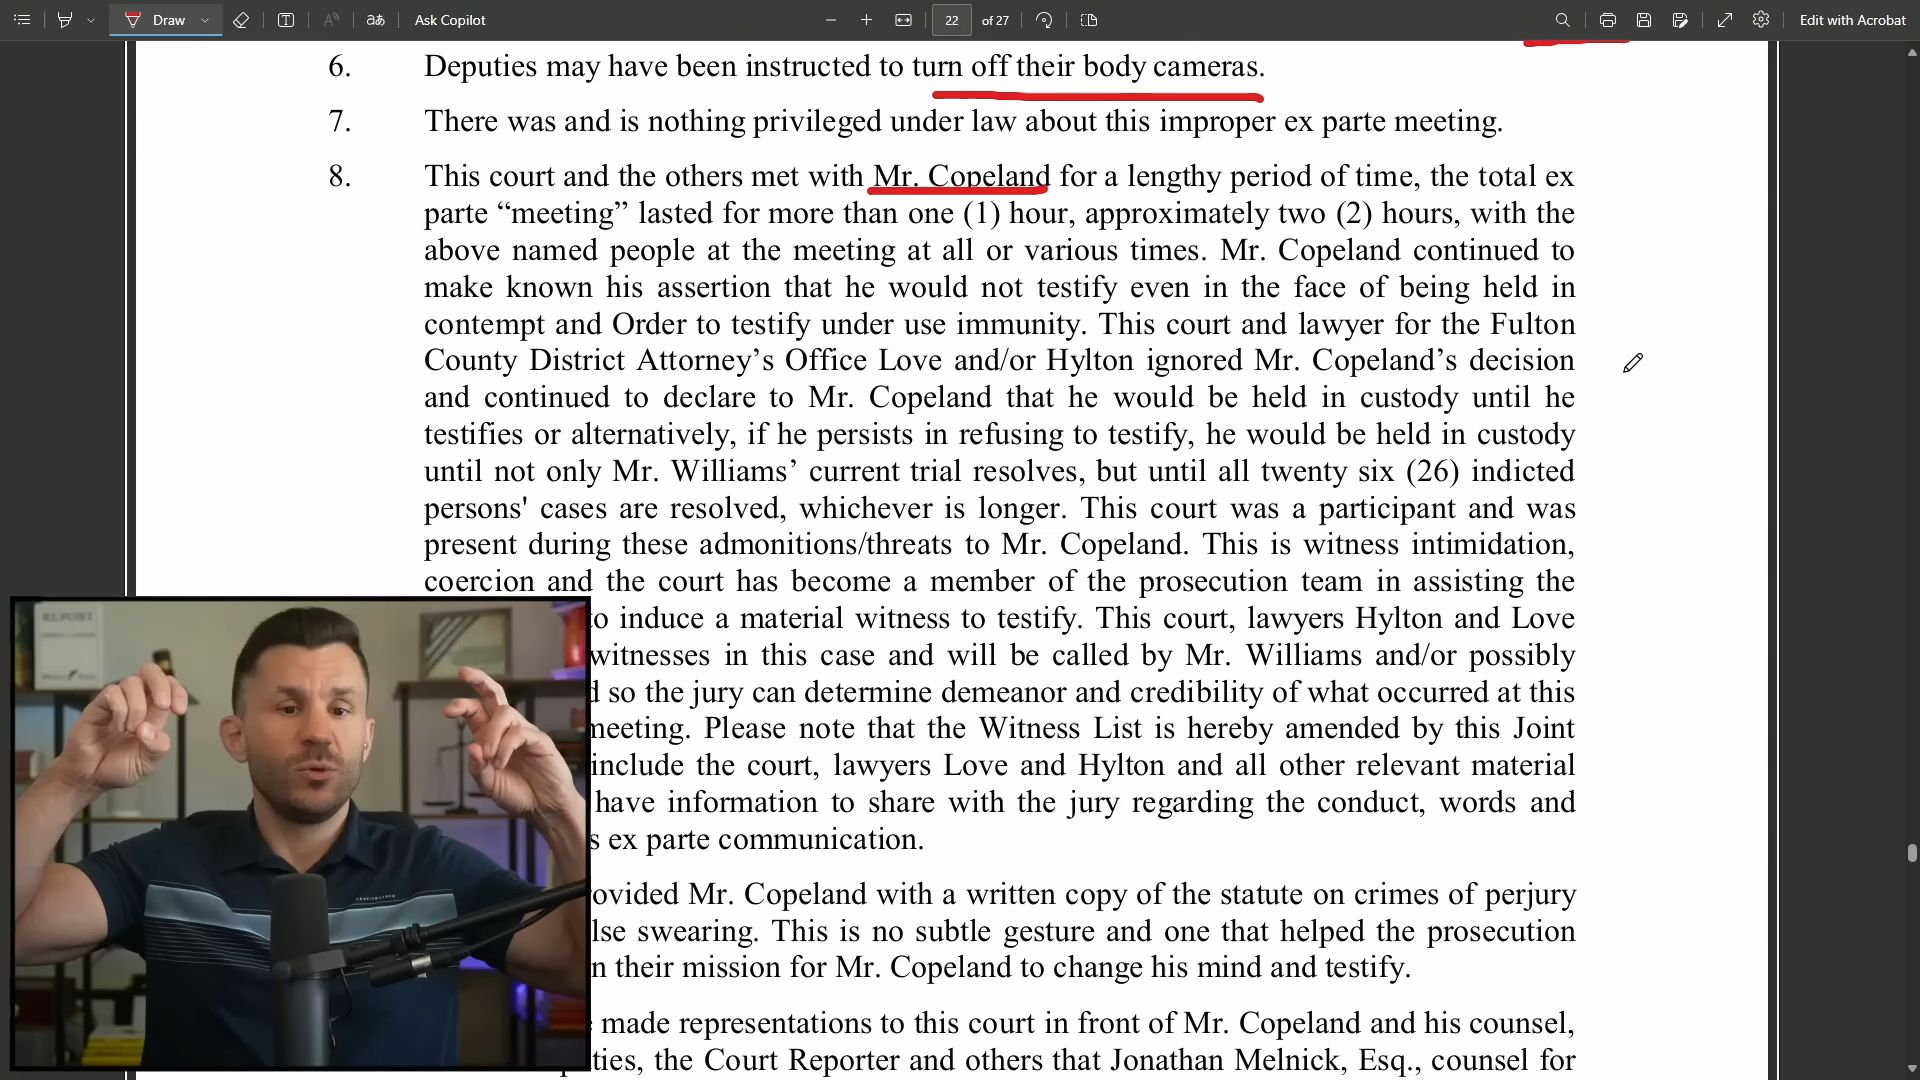 Draw
aあ
Ask Copilot
22
of 27
Edit with Acrobat
6. Deputies may have been instructed to turn off their body cameras.
7. There was and is nothing privileged under law about this improper ex parte meeting.
8. This court and the others met with Mr. Copeland for a lengthy period of time, the total ex
parte “meeting” lasted for more than one (1) hour, approximately two (2) hours, with the
above named people at the meeting at all or various times. Mr. Copeland continued to
make known his assertion that he would not testify even in the face of being held in
contempt and Order to testify under use immunity. This court and lawyer for the Fulton
County District Attorney’s Office Love and/or Hylton ignored Mr. Copeland’s decision
and continued to declare to Mr. Copeland that he would be held in custody until he
testifies or alternatively, if he persists in refusing to testify, he would be held in custody
until not only Mr. Williams’ current trial resolves, but until all twenty six (26) indicted
persons' cases are resolved, whichever is longer. This court was a participant and was
present during these admonitions/threats to Mr. Copeland. This is witness intimidation,
coercion and the court has become a member of the prosecution team in assisting the
to induce a material witness to testify. This court, lawyers Hylton and Love
witnesses in this case and will be called by Mr. Williams and/or possibly
so the jury can determine demeanor and credibility of what occurred at this
meeting. Please note that the Witness List is hereby amended by this Joint
include the court, lawyers Love and Hylton and all other relevant material
have information to share with the jury regarding the conduct, words and
s ex parte communication.
rovided Mr. Copeland with a written copy of the statute on crimes of perjury
lse swearing. This is no subtle gesture and one that helped the prosecution
n their mission for Mr. Copeland to change his mind and testify.
made representations to this court in front of Mr. Copeland and his counsel,
ties, the Court Reporter and others that Jonathan Melnick, Esq., counsel for
REPORT